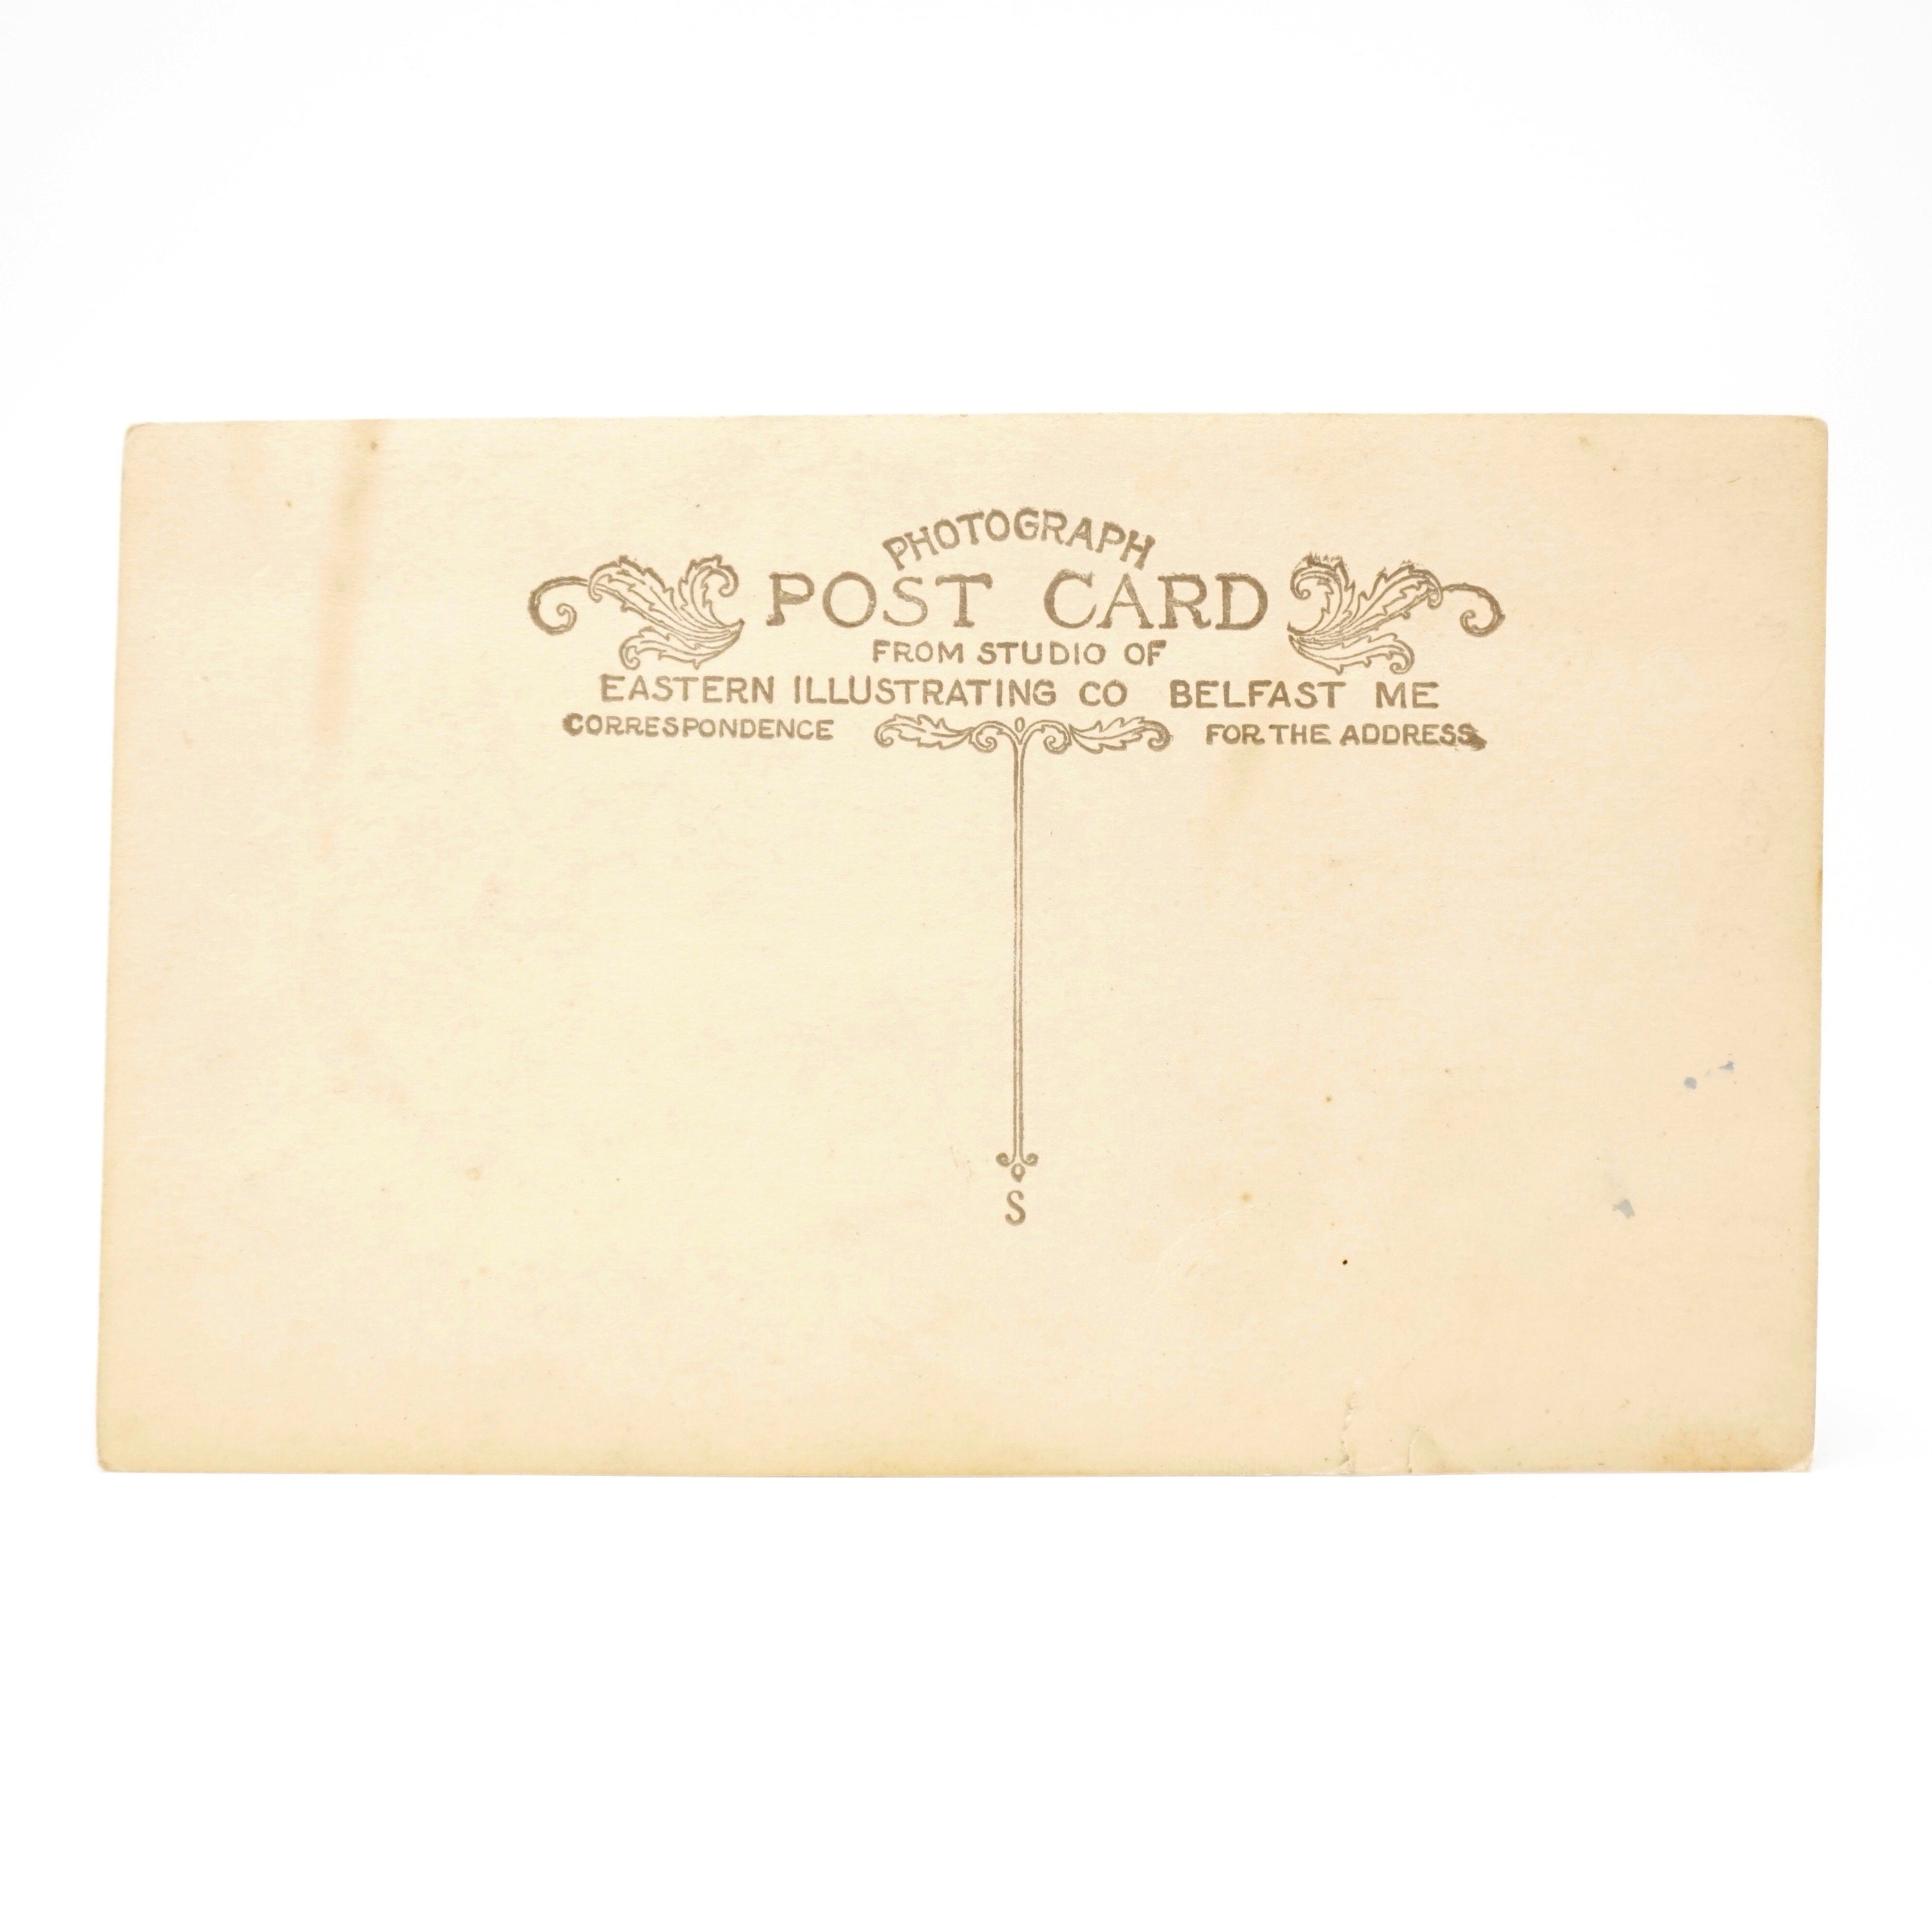 PHOTOGRAPH
POST CARD
FROM STUDIO OF
EASTERN ILLUSTRATING CO BELFAST ME
CORRESPONDENCE FOR THE ADDRESS
S